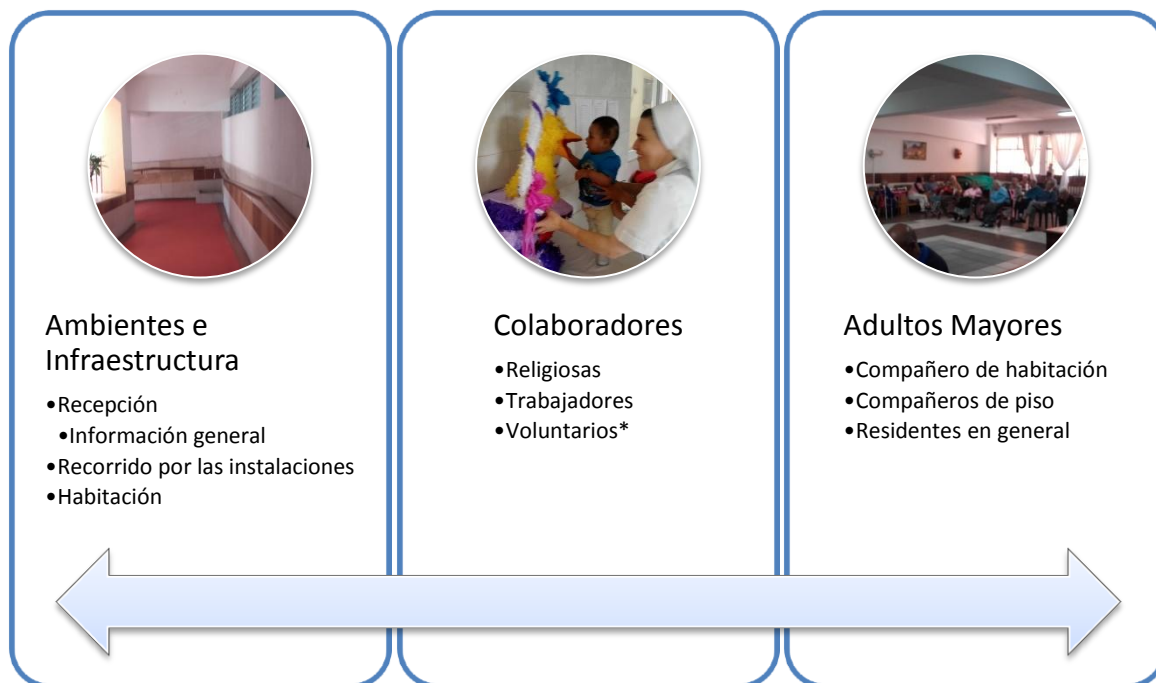 Ambientes e
Infraestructura
•Recepción
•Información general
•Recorrido por las instalaciones
•Habitación
Colaboradores
•Religiosas
•Trabajadores
•Voluntarios*
Adultos Mayores
•Compañero de habitación
•Compañeros de piso
•Residentes en general